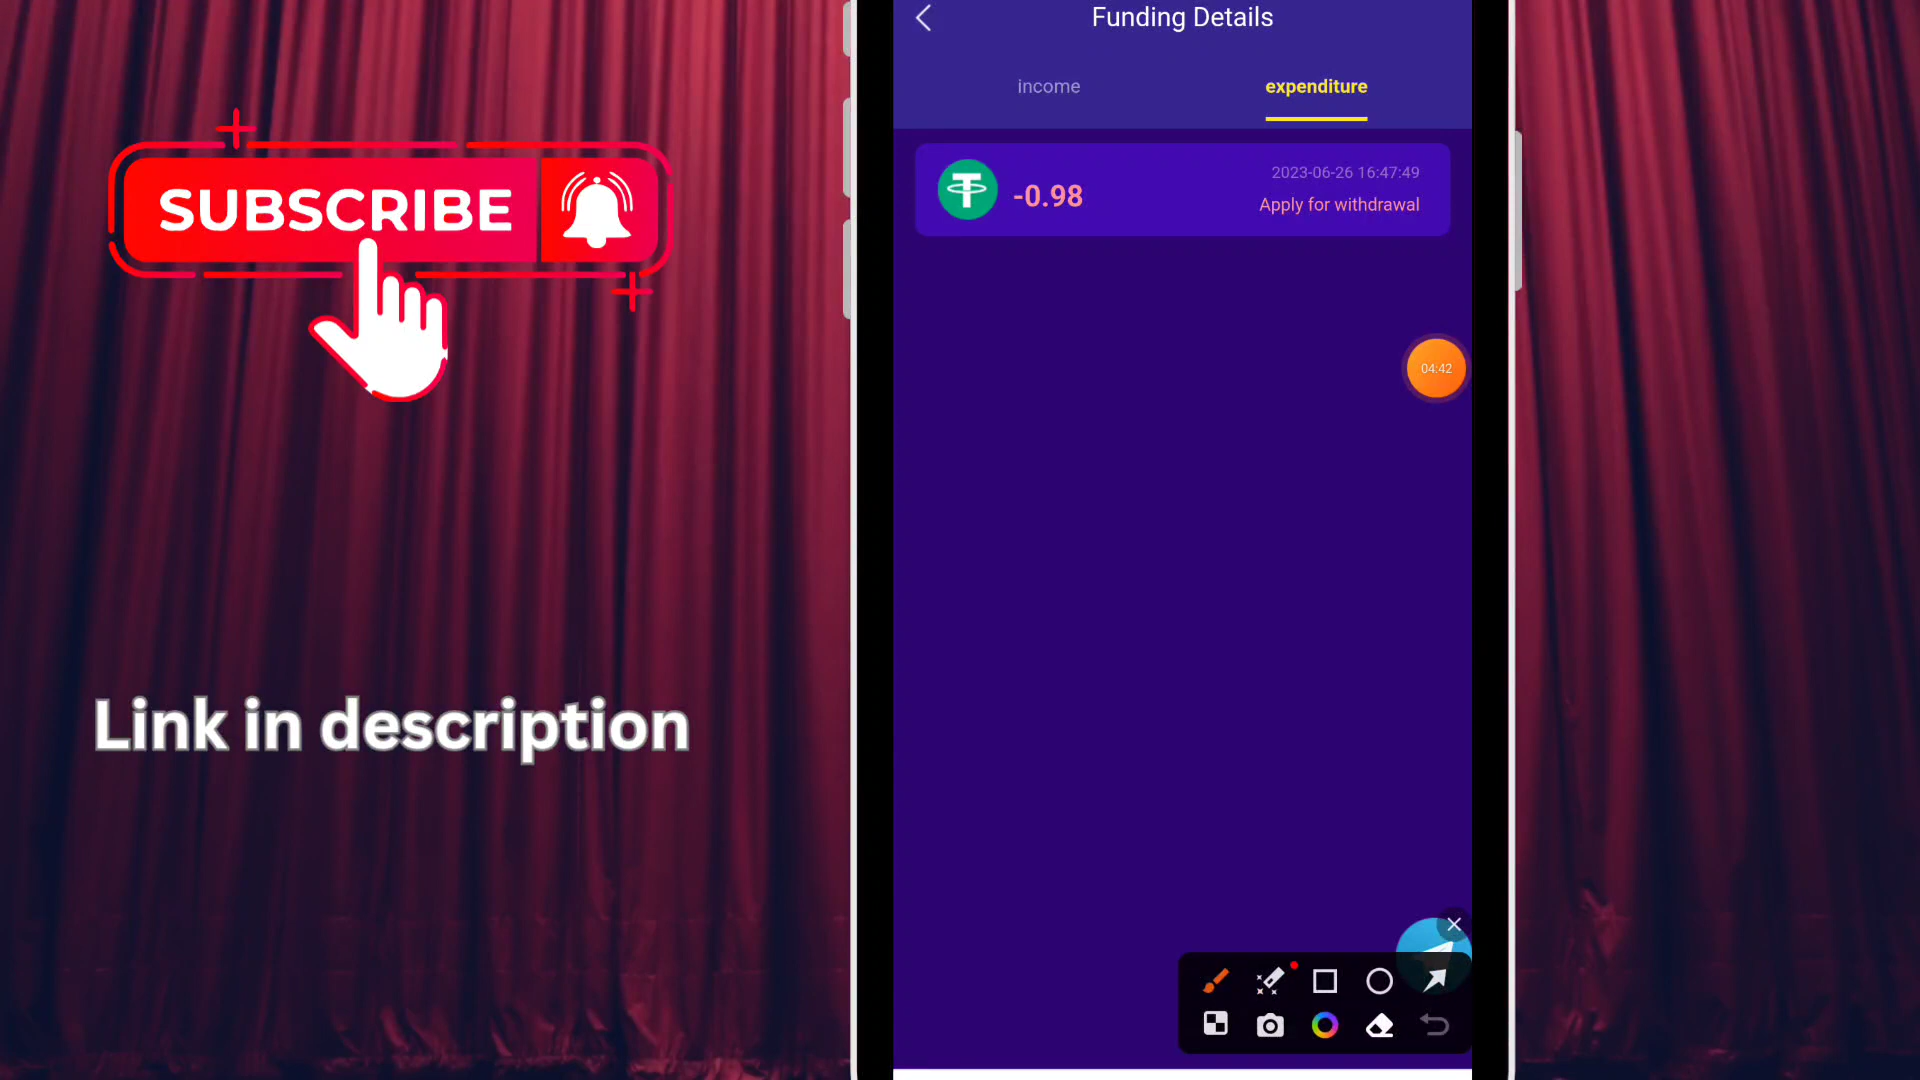 SUBSCRIBE
Link in description
Funding Details
income
expenditure
-0.98
2023-06-26 16:47:49
Apply for withdrawal
04:42